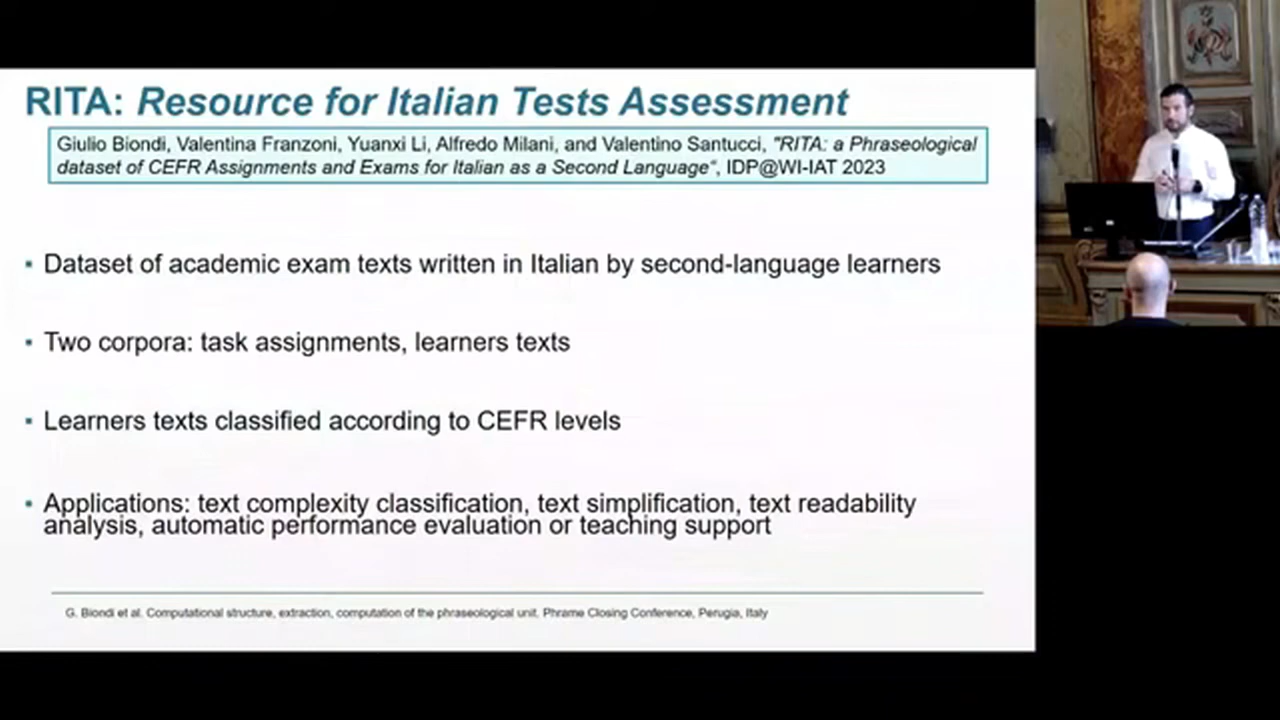 RITA: Resource for Italian Tests Assessment
Giulio Biondi, Valentina Franzoni, Yuanxi Li, Alfredo Milani, and Valentino Santucci, "RITA: a Phraseological
dataset of CEFR Assignments and Exams for Italian as a Second Language", IDP@WI-IAT 2023
▪ Dataset of academic exam texts written in Italian by second-language learners
▪ Two corpora: task assignments, learners texts
▪ Learners texts classified according to CEFR levels
▪ Applications: text complexity classification, text simplification, text readability
analysis, automatic performance evaluation or teaching support
G. Biondi et al. Computational structure, extraction, computation of the phraseological unit. Phrame Closing Conference, Perugia, Italy